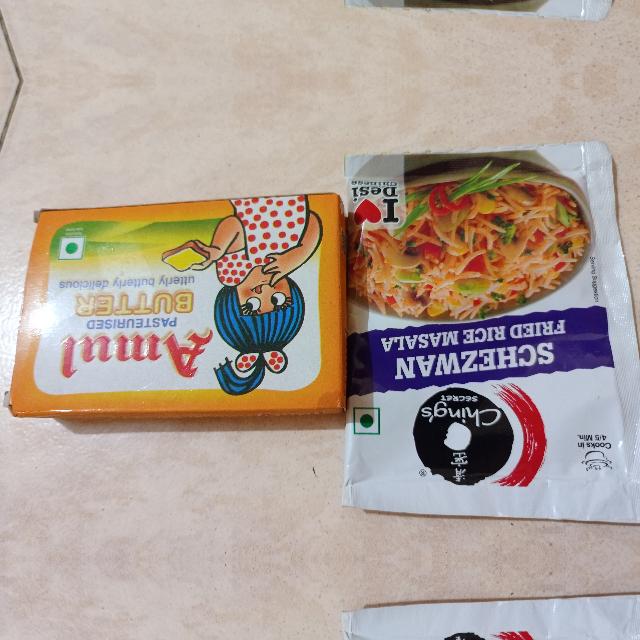 Amul
PASTEURISED
BUTTER
utterly butterly delicious
Ching's
SECRET
®
Cooks in
4/5 Min.
SCHEZWAN
FRIED RICE MASALA
Serving Suggestion
I
Desi
CHINESE